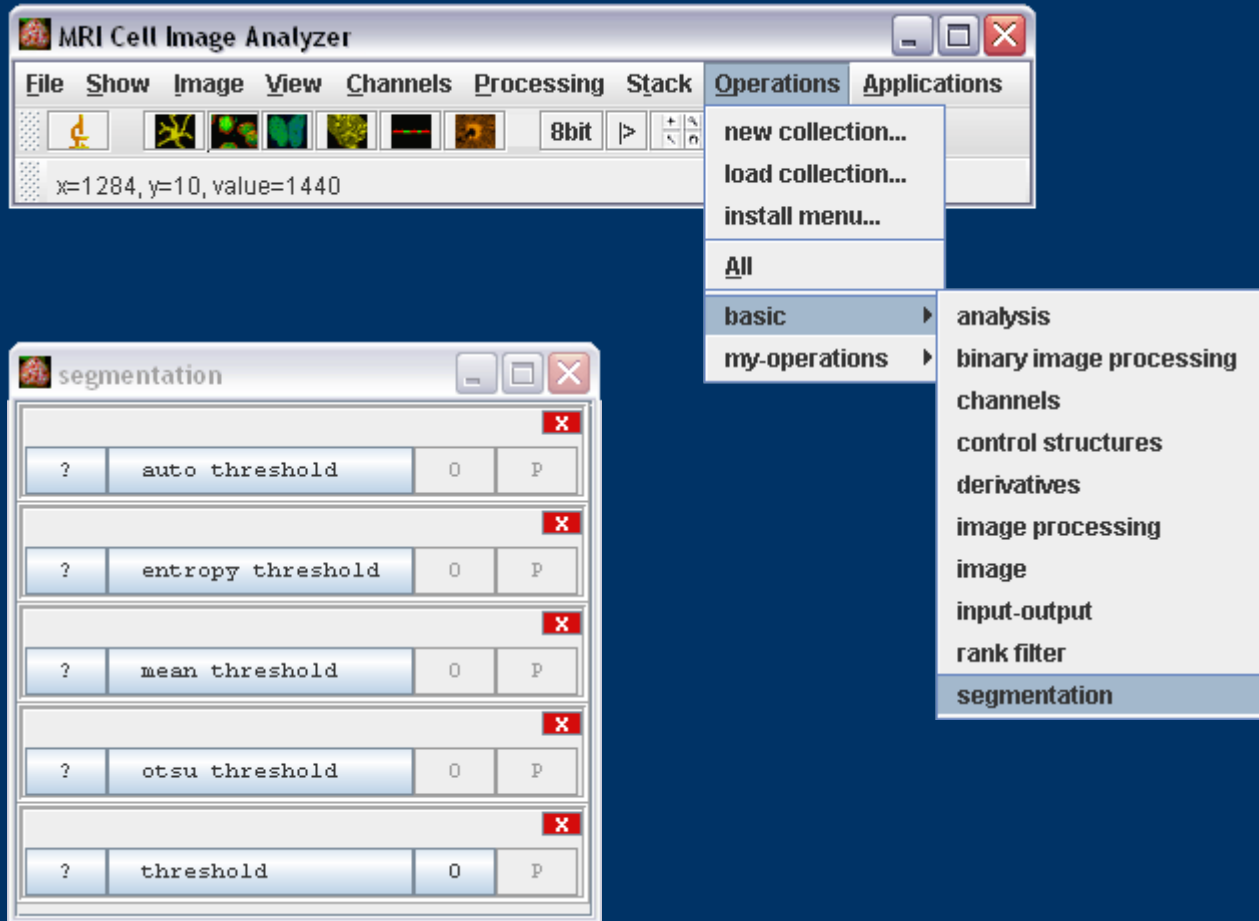 MRI Cell Image Analyzer
File Show Image View Channels Processing Stack Operations Applications
8bit |>
x=1284, y=10, value=1440
new collection...
load collection...
install menu...
All
basic
my-operations
analysis
binary image processing
channels
control structures
derivatives
image processing
image
input-output
rank filter
segmentation
segmentation
X
? auto threshold O P
X
? entropy threshold O P
X
? mean threshold O P
X
? otsu threshold O P
X
? threshold O P